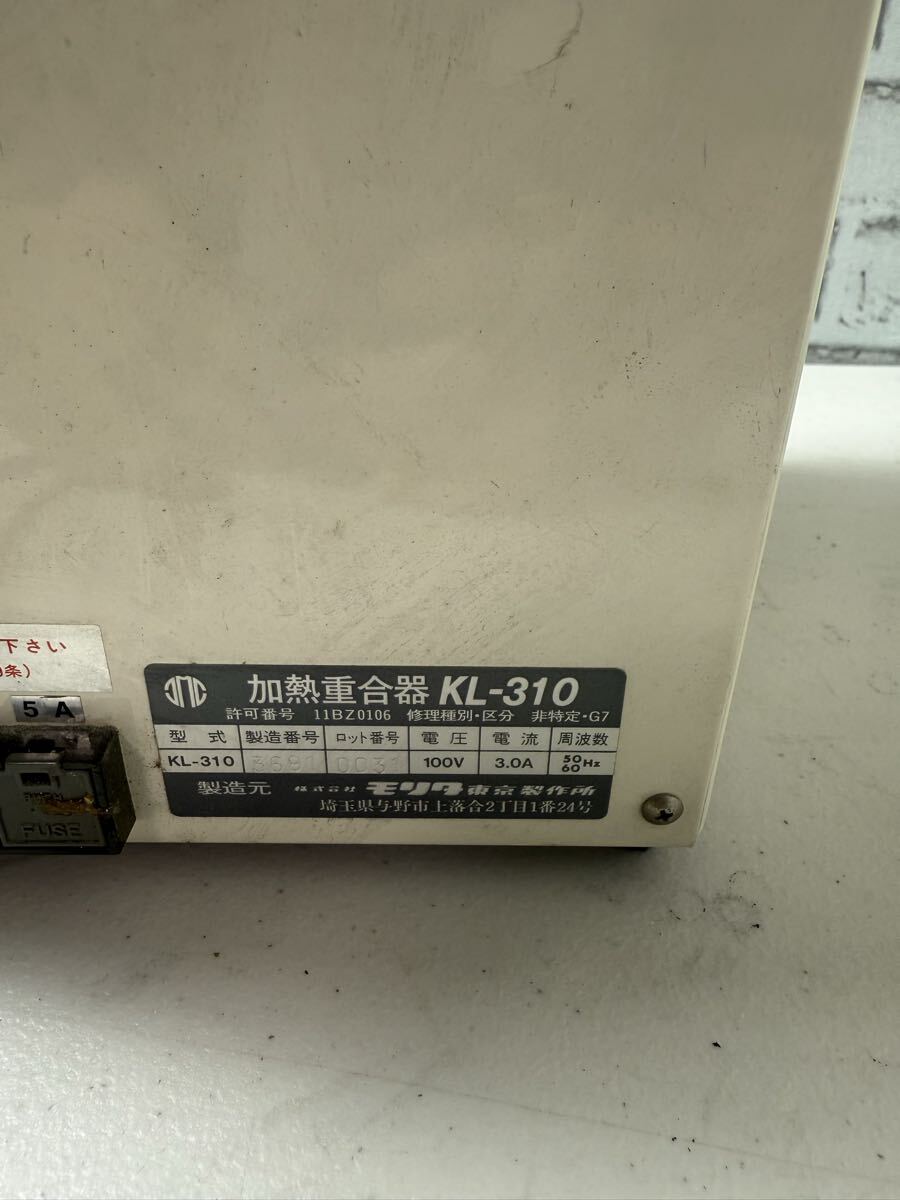 下さい
条)
5 A
FUSE
加熱重合器 KL-310
許可番号 11BZ0106 修理種別・区分 非特定・G7
型式 製造番号 ロット番号 電圧 電流 周波数
KL-310 3691 0031 100V 3.0A 50 60 Hz
製造元 株式会社 モリタ東京製作所
埼玉県与野市上落合2丁目1番24号